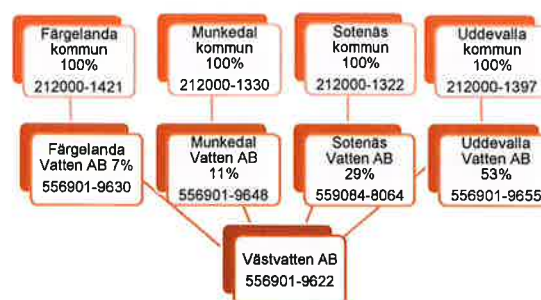 Färgelanda
kommun
100%
212000-1421
Munkedal
kommun
100%
212000-1330
Sotenäs
kommun
100%
212000-1322
Uddevalla
kommun
100%
212000-1397
Färgelanda
Vatten AB 7%
556901-9630
Munkedal
Vatten AB
11%
556901-9648
Sotenäs
Vatten AB
29%
559084-8064
Uddevalla
Vatten AB
53%
556901-9655
Västvatten AB
556901-9622